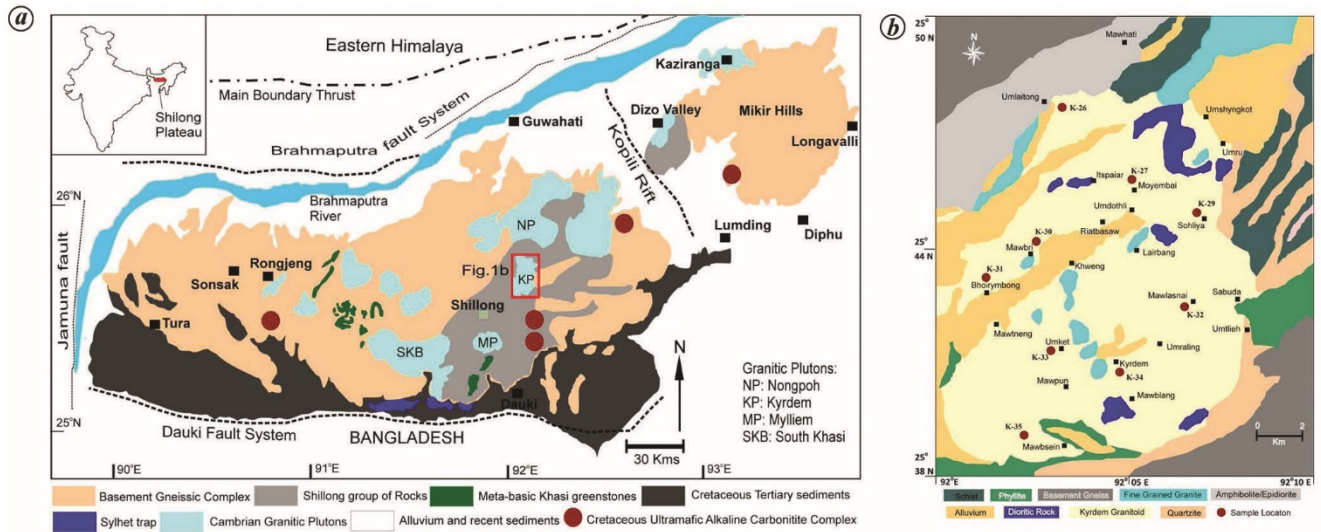 a
Eastern Himalaya
Main Boundary Thrust
Shilong
Plateau
Brahmaputra fault System
Guwahati
Kaziranga
Dizo Valley
Mikir Hills
Longavalli
Kopili Rift
26°N
Brahmaputra
River
NP
Lumding
Diphu
Jamuna fault
Fig.1b
KP
Sonsak
Rongjeng
Shillong
Tura
SKB
MP
N
Granitic Plutons:
NP: Nongpoh
KP: Kyrdem
MP: Mylliem
SKB: South Khasi
Dauki
Dauki Fault System
BANGLADESH
25°N
30 Kms
90°E
91°E
92°E
93°E
Basement Gneissic Complex
Shillong group of Rocks
Meta-basic Khasi greenstones
Cretaceous Tertiary sediments
Sylhet trap
Cambrian Granitic Plutons
Alluvium and recent sediments
Cretaceous Ultramafic Alkaline Carbonitite Complex
b
25°
50 N
N
Mawhati
Umlaitong
K-26
Umshyngkot
Umru
K-27
Itspaiar
Moyembai
K-29
Umdothli
Sohliya
Riatbasaw
K-30
25°
44 N
Mawbri
Lairbang
Khweng
K-31
Bhoirymbong
Mawlasnai
Sabuda
K-32
Mawtneng
Umtlieh
Umket
Umraling
K-33
Kyrdem
K-34
Mawpun
Mawblang
K-35
Mawbsein
0 2
Km
25°
38 N
92°E
92°05 E
92°10 E
Schist
Phyllite
Basement Gnelss
Fine Grained Granite
Amphibolite/Epidiorite
Alluvium
Dioritic Rock
Kyrdem Granitoid
Quartzite
Sample Locaton